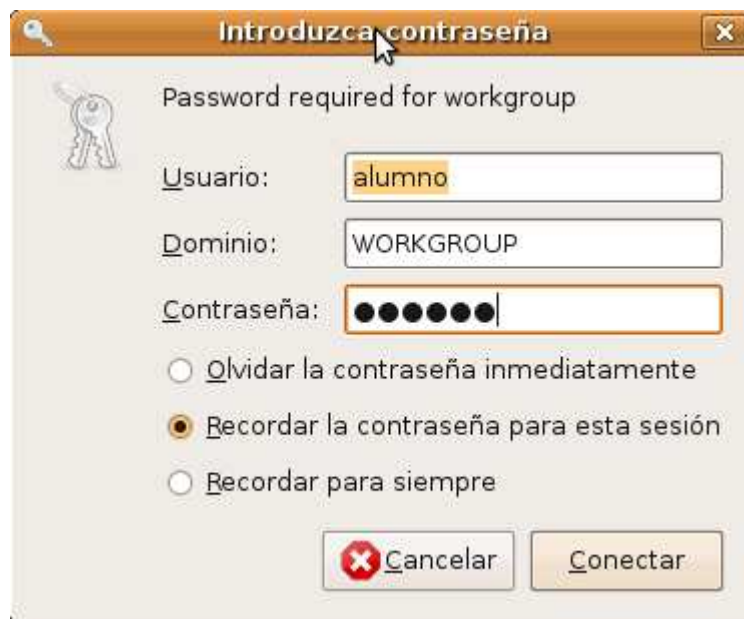 Introduzca contraseña
Password required for workgroup
Usuario: alumno
Dominio: WORKGROUP
Contraseña: ●●●●●●
Olvidar la contraseña inmediatamente
Recordar la contraseña para esta sesión
Recordar para siempre
Cancelar Conectar